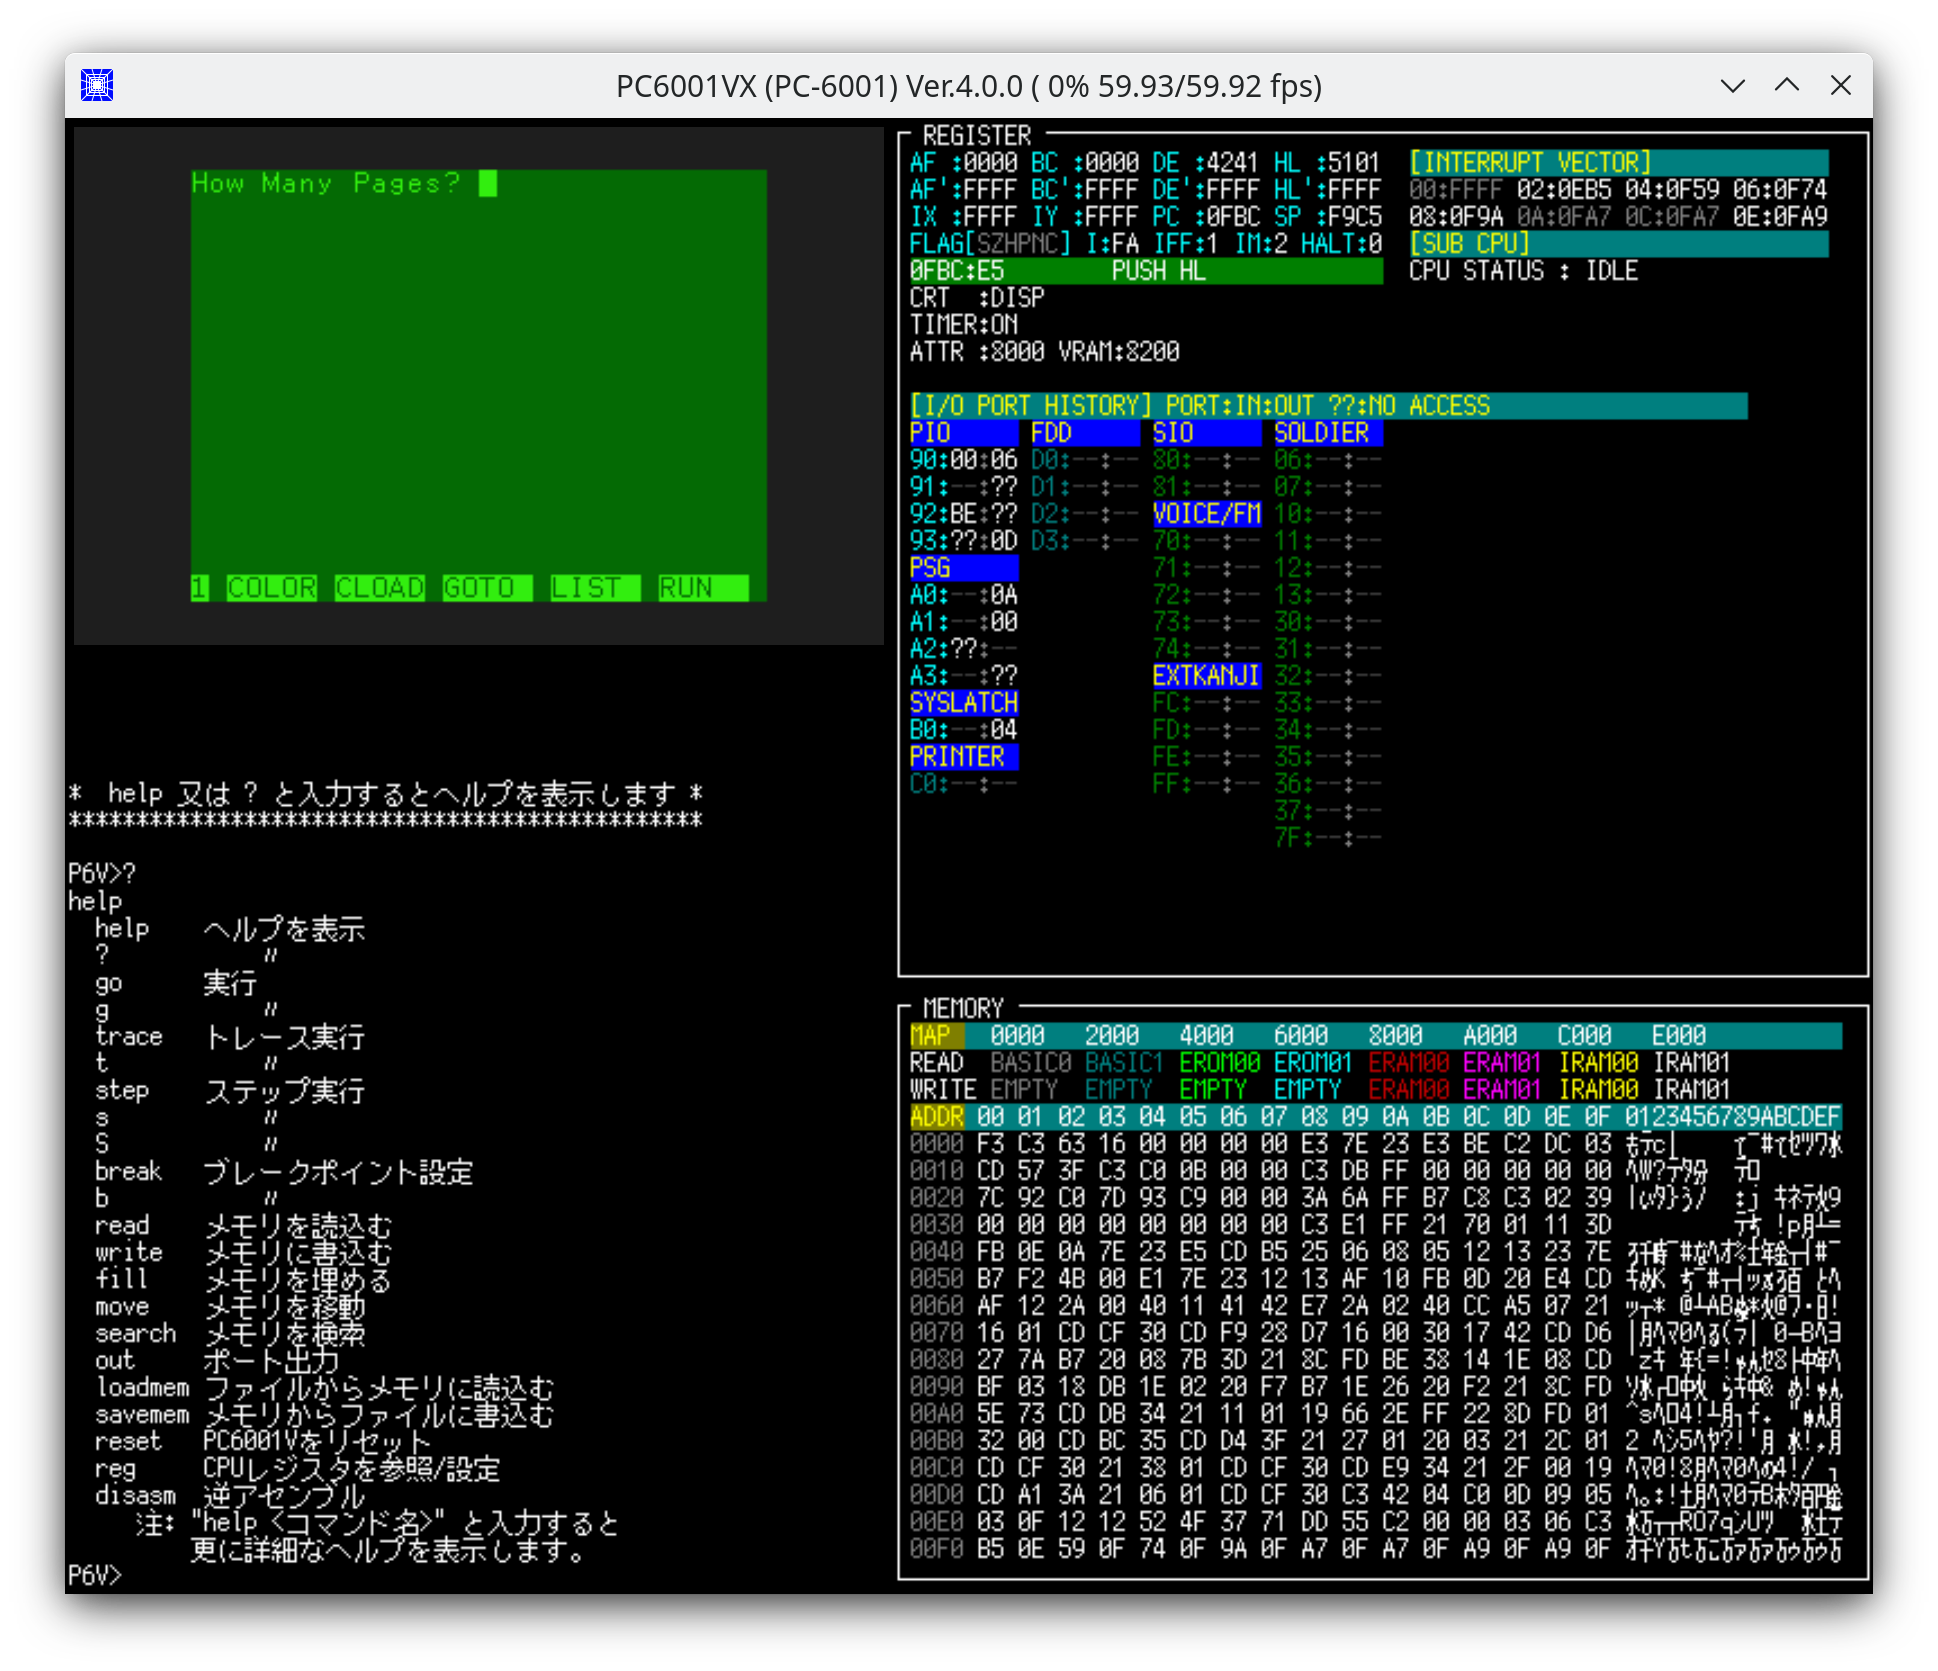 PC6001VX (PC-6001) Ver.4.0.0 ( 0% 59.93/59.92 fps)
How Many Pages?
1 COLOR CLOAD GOTO LIST RUN
* help 又は ? と入力するとヘルプを表示します *
***********************************************
P6V>?
help
help ヘルプを表示
? 〃
go 実行
g 〃
trace トレース実行
t 〃
step ステップ実行
s 〃
S 〃
break ブレークポイント設定
b 〃
read メモリを読込む
write メモリに書込む
fill メモリを埋める
move メモリを移動
search メモリを検索
out ポート出力
loadmem ファイルからメモリに読込む
savemem メモリからファイルに書込む
reset PC6001Vをリセット
reg CPUレジスタを参照/設定
disasm 逆アセンブル
注: "help <コマンド名>" と入力すると
更に詳細なヘルプを表示します。
P6V>
REGISTER
AF :0000 BC :0000 DE :4241 HL :5101 [INTERRUPT VECTOR]
AF':FFFF BC':FFFF DE':FFFF HL':FFFF 00:FFFF 02:0EB5 04:0F59 06:0F74
IX :FFFF IY :FFFF PC :0FBC SP :F9C5 08:0F9A 0A:0FA7 0C:0FA7 0E:0FA9
FLAG[SZHPNC] I:FA IFF:1 IM:2 HALT:0 [SUB CPU]
0FBC:E5 PUSH HL CPU STATUS : IDLE
CRT :DISP
TIMER:ON
ATTR :8000 VRAM:8200
[I/O PORT HISTORY] PORT:IN:OUT ??:NO ACCESS
PIO FDD SIO SOLDIER
90:00:06 D0:--:-- 80:--:-- 06:--:--
91:--:?? D1:--:-- 81:--:-- 07:--:--
92:BE:?? D2:--:-- VOICE/FM 10:--:--
93:??:0D D3:--:-- 70:--:-- 11:--:--
PSG 71:--:-- 12:--:--
A0:--:0A 72:--:-- 13:--:--
A1:--:00 73:--:-- 30:--:--
A2:??:-- 74:--:-- 31:--:--
A3:--:?? EXTKANJI 32:--:--
SYSLATCH FC:--:-- 33:--:--
B0:--:04 FD:--:-- 34:--:--
PRINTER FE:--:-- 35:--:--
C0:--:-- FF:--:-- 36:--:--
37:--:--
7F:--:--
MEMORY
MAP 0000 2000 4000 6000 8000 A000 C000 E000
READ BASIC0 BASIC1 EROM00 EROM01 ERAM00 ERAM01 IRAM00 IRAM01
WRITE EMPTY EMPTY EMPTY EMPTY ERAM00 ERAM01 IRAM00 IRAM01
ADDR 00 01 02 03 04 05 06 07 08 09 0A 0B 0C 0D 0E 0F 0123456789ABCDEF
0000 F3 C3 63 16 00 00 00 00 E3 7E 23 E3 BE C2 DC 03
0010 CD 57 3F C3 C0 0B 00 00 C3 DB FF 00 00 00 00 00
0020 7C 92 C0 7D 93 C9 00 00 3A 6A FF B7 C8 C3 02 39
0030 00 00 00 00 00 00 00 00 C3 E1 FF 21 70 01 11 3D
0040 FB 0E 0A 7E 23 E5 CD B5 25 06 08 05 12 13 23 7E
0050 B7 F2 4B 00 E1 7E 23 12 13 AF 10 FB 0D 20 E4 CD
0060 AF 12 2A 00 40 11 41 42 E7 2A 02 40 CC A5 07 21
0070 16 01 CD CF 30 CD F9 28 D7 16 00 30 17 42 CD D6
0080 27 7A B7 20 08 7B 3D 21 8C FD BE 38 14 1E 08 CD
0090 BF 03 18 DB 1E 02 20 F7 B7 1E 26 20 F2 21 8C FD
00A0 5E 73 CD DB 34 21 11 01 19 66 2E FF 22 8D FD 01
00B0 32 00 CD BC 35 CD D4 3F 21 27 01 20 03 21 2C 01
00C0 CD CF 30 21 38 01 CD CF 30 CD E9 34 21 2F 00 19
00D0 CD A1 3A 21 06 01 CD CF 30 C3 42 04 C0 0D 09 05
00E0 03 0F 12 12 52 4F 37 71 DD 55 C2 00 00 03 06 C3
00F0 B5 0E 59 0F 74 0F 9A 0F A7 0F A7 0F A9 0F A9 0F